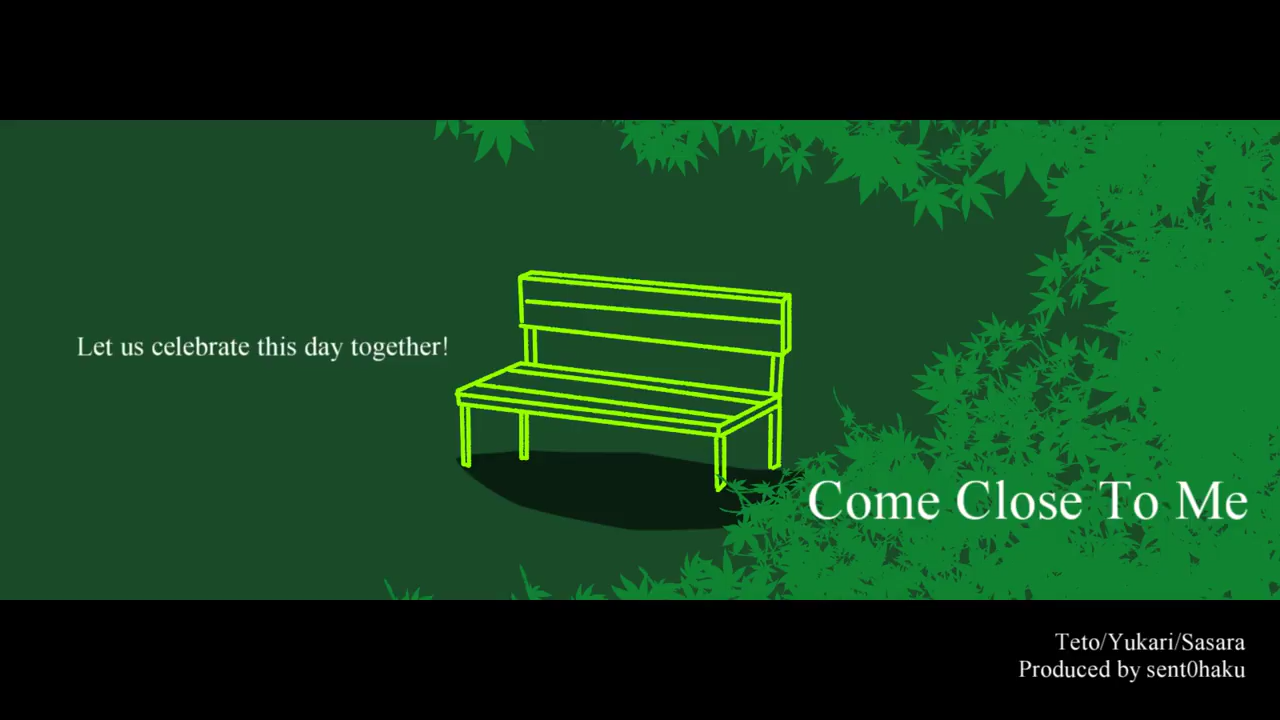 Let us celebrate this day together!
Come Close To Me
Teto/Yukari/Sasara
Produced by sent0haku